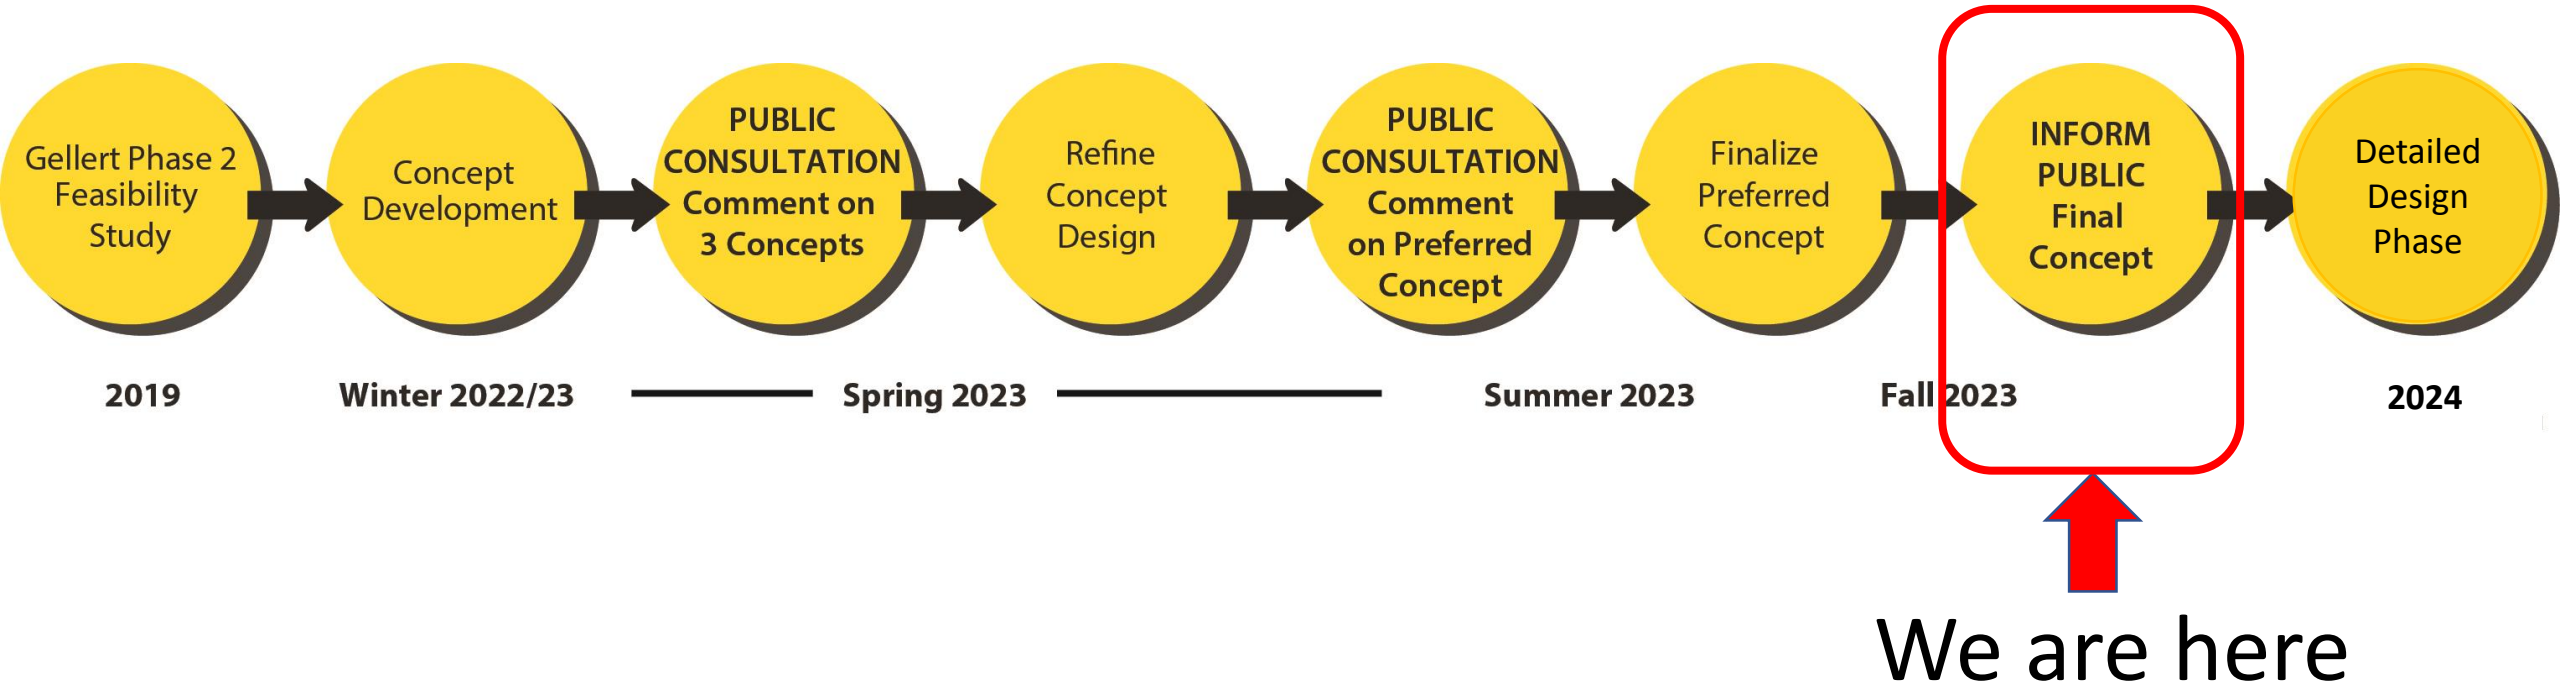 Gellert Phase 2
Feasibility
Study
Concept
Development
PUBLIC
CONSULTATION
Comment on
3 Concepts
Refine
Concept
Design
PUBLIC
CONSULTATION
Comment
on Preferred
Concept
Finalize
Preferred
Concept
INFORM
PUBLIC
Final
Concept
Detailed
Design
Phase
2019
Winter 2022/23
Spring 2023
Summer 2023
Fall 2023
2024
We are here